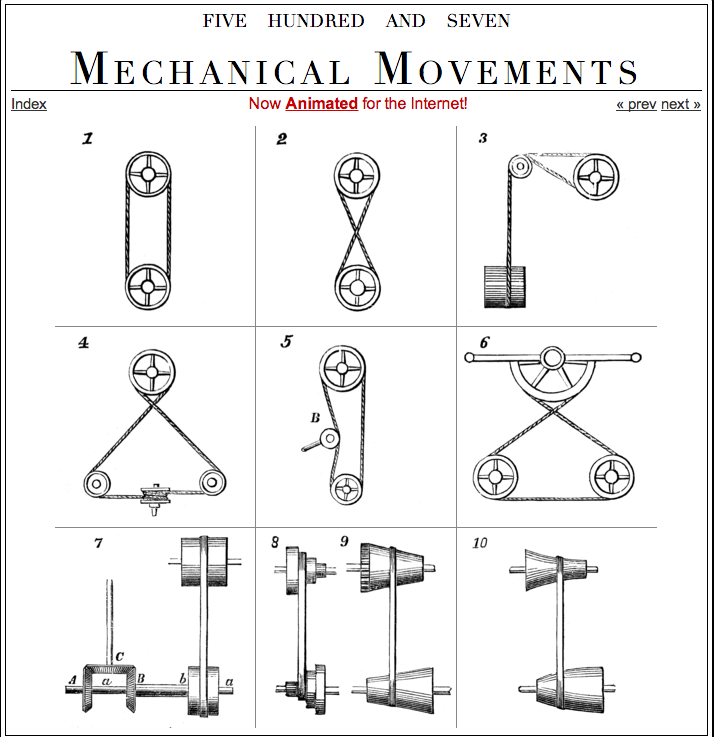 FIVE HUNDRED AND SEVEN
MECHANICAL MOVEMENTS
Index Now Animated for the Internet! « prev next »
1 2 3
4 5 6
B
7 8 9 10
C
A a B b a